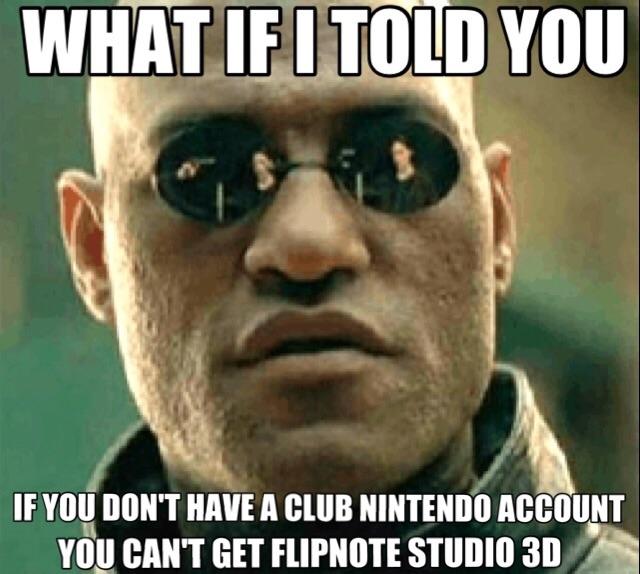 WHAT IF I TOLD YOU
IF YOU DON'T HAVE A CLUB NINTENDO ACCOUNT
YOU CAN'T GET FLIPNOTE STUDIO 3D